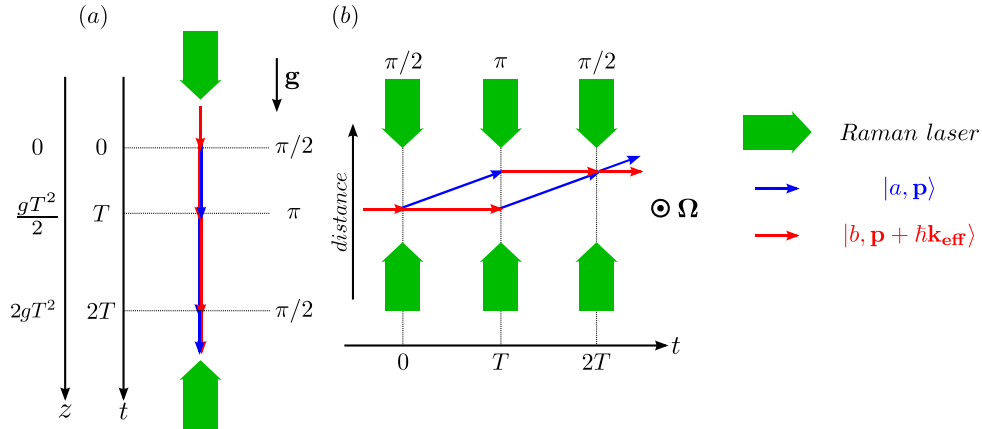 (a)
g
0
0
π/2
gT²/2
T
π
2gT²
2T
π/2
z
t
(b)
π/2
π
π/2
distance
Ω
0
T
2T
t
Raman laser
|a, p⟩
|b, p + ħk_eff⟩